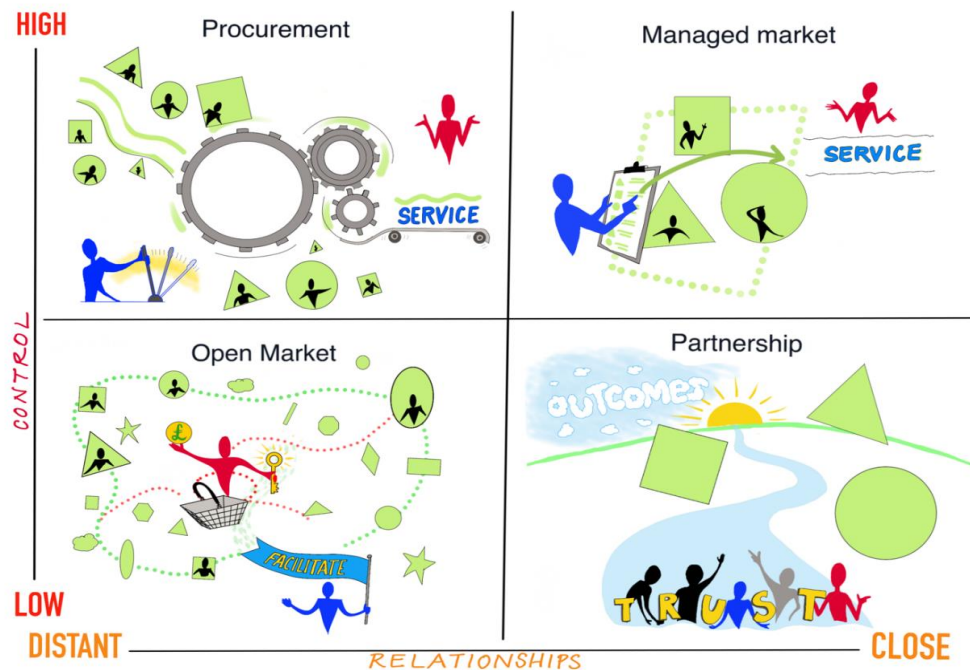 HIGH
Procurement
SERVICE
Managed market
SERVICE
CONTROL
Open Market
£
FACILITATE
Partnership
OUTCOMES
TRUST
LOW
DISTANT
RELATIONSHIPS
CLOSE